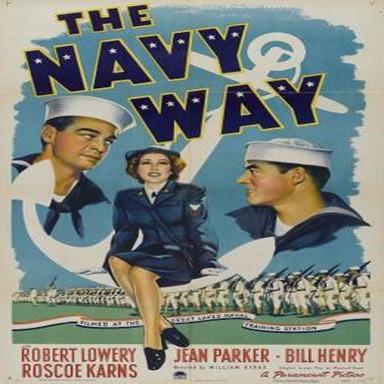 THE
NAVY
WAY
FILMED AT THE GREAT LAKES NAVAL TRAINING STATION
ROBERT LOWERY JEAN PARKER - BILL HENRY
ROSCOE KARNS
Directed by WILLIAM BERKE
A Paramount Picture